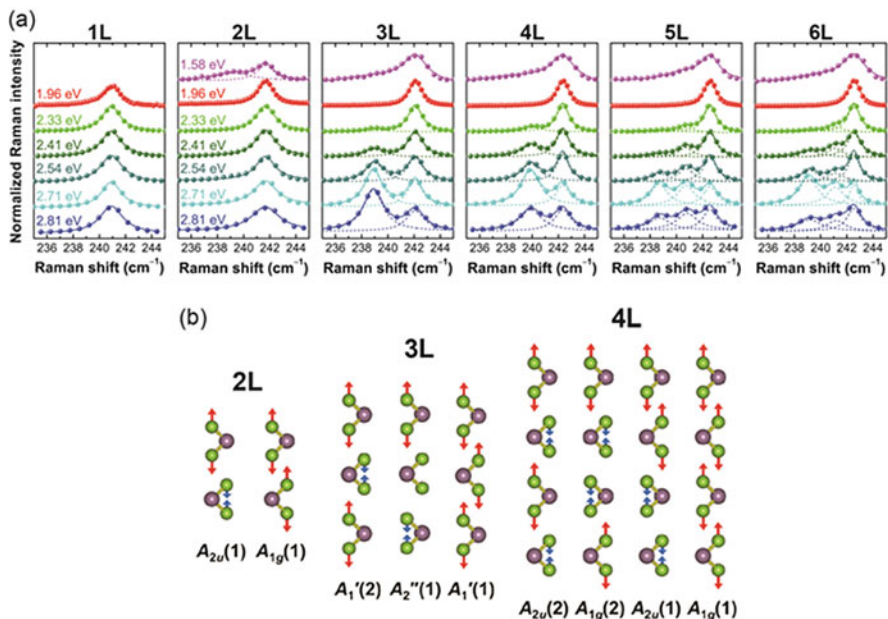 (a)
1L 2L 3L 4L 5L 6L
Normalized Raman intensity
1.58 eV
1.96 eV 1.96 eV
2.33 eV 2.33 eV
2.41 eV 2.41 eV
2.54 eV 2.54 eV
2.71 eV 2.71 eV
2.81 eV 2.81 eV
236 238 240 242 244 236 238 240 242 244 236 238 240 242 244 236 238 240 242 244 236 238 240 242 244 236 238 240 242 244
Raman shift (cm⁻¹) Raman shift (cm⁻¹) Raman shift (cm⁻¹) Raman shift (cm⁻¹) Raman shift (cm⁻¹) Raman shift (cm⁻¹)
(b)
2L 3L 4L
A2u(1) A1g(1)
A1′(2) A2″(1) A1′(1)
A2u(2) A1g(2) A2u(1) A1g(1)